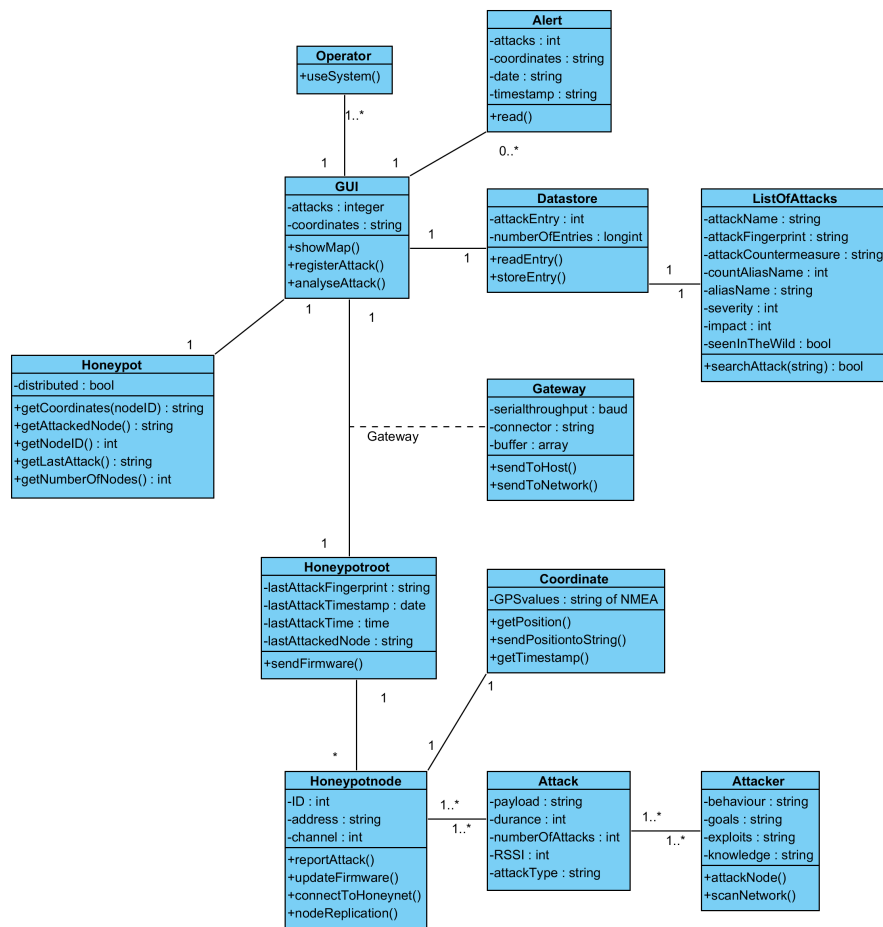 Alert
-attacks : int
-coordinates : string
-date : string
-timestamp : string
+read()
Operator
+useSystem()
1..*
0..*
1
1
GUI
-attacks : integer
-coordinates : string
+showMap()
+registerAttack()
+analyseAttack()
1
1
Datastore
-attackEntry : int
-numberOfEntries : longint
+readEntry()
+storeEntry()
1
1
ListOfAttacks
-attackName : string
-attackFingerprint : string
-attackCountermeasure : string
-countAliasName : int
-aliasName : string
-severity : int
-impact : int
-seenInTheWild : bool
+searchAttack(string) : bool
1
1
1
Honeypot
-distributed : bool
+getCoordinates(nodeID) : string
+getAttackedNode() : string
+getNodeID() : int
+getLastAttack() : string
+getNumberOfNodes() : int
Gateway
Gateway
-serialthroughput : baud
-connector : string
-buffer : array
+sendToHost()
+sendToNetwork()
1
Honeypotroot
-lastAttackFingerprint : string
-lastAttackTimestamp : date
-lastAttackTime : time
-lastAttackedNode : string
+sendFirmware()
Coordinate
-GPSvalues : string of NMEA
+getPosition()
+sendPositiontoString()
+getTimestamp()
1
1
1
*
Honeypotnode
-ID : int
-address : string
-channel : int
+reportAttack()
+updateFirmware()
+connectToHoneynet()
+nodeReplication()
1..*
1..*
Attack
-payload : string
-durance : int
-numberOfAttacks : int
-RSSI : int
-attackType : string
1..*
1..*
Attacker
-behaviour : string
-goals : string
-exploits : string
-knowledge : string
+attackNode()
+scanNetwork()